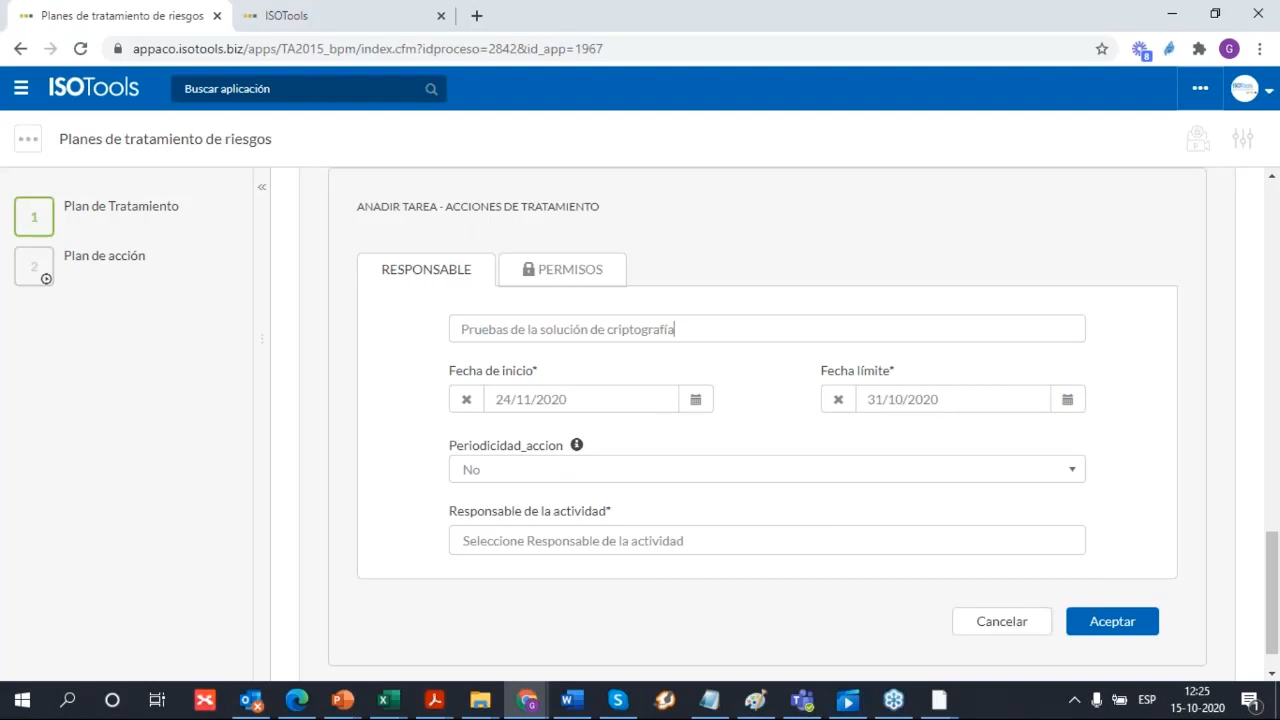 Planes de tratamiento de riesgos
ISOTools
appaco.isotools.biz/apps/TA2015_bpm/index.cfm?idproceso=2842&id_app=1967
8
G
ISOTools
Buscar aplicación
Planes de tratamiento de riesgos
1
Plan de Tratamiento
2
Plan de acción
ANADIR TAREA - ACCIONES DE TRATAMIENTO
RESPONSABLE
PERMISOS
Pruebas de la solución de criptografía
Fecha de inicio*
Fecha límite*
24/11/2020
31/10/2020
Periodicidad_accion
No
Responsable de la actividad*
Seleccione Responsable de la actividad
Cancelar
Aceptar
ESP
12:25
15-10-2020
1